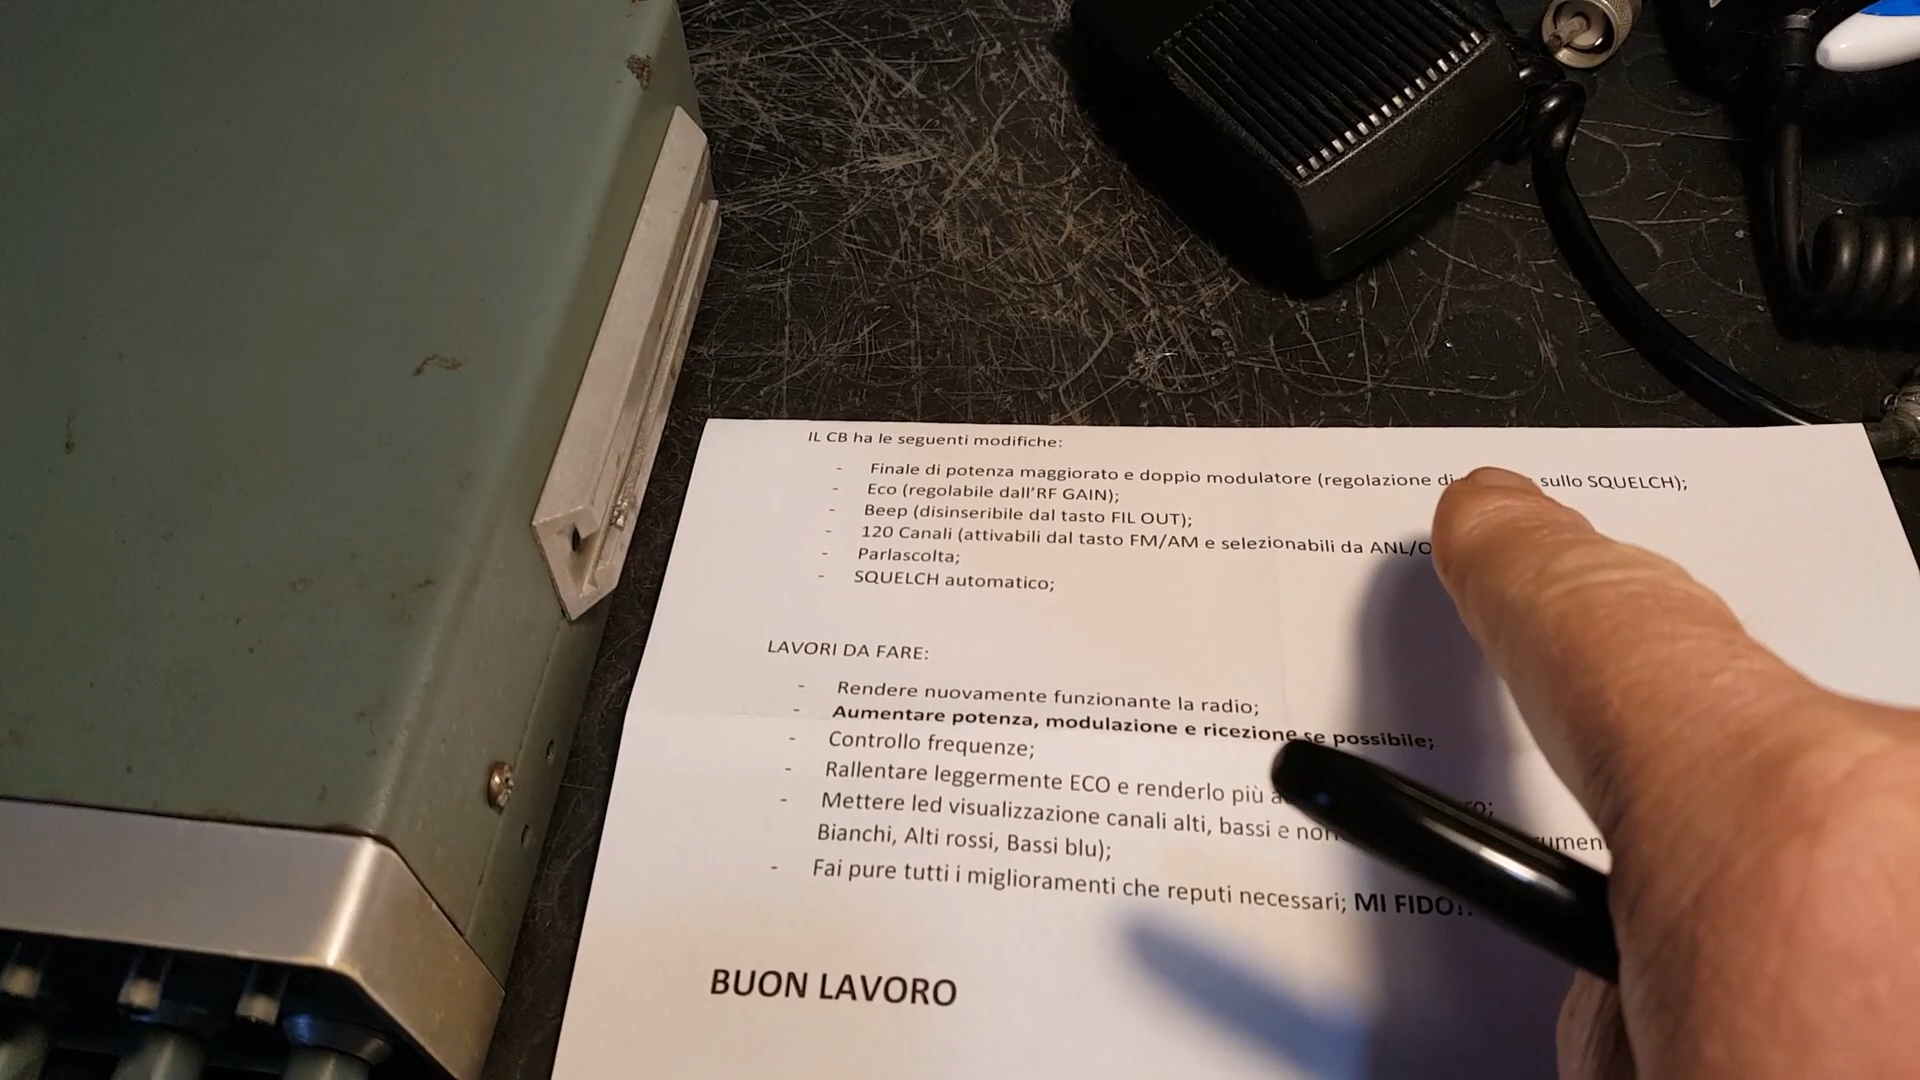 IL CB ha le seguenti modifiche:
- Finale di potenza maggiorato e doppio modulatore (regolazione di sullo SQUELCH);
- Eco (regolabile dall'RF GAIN);
- Beep (disinseribile dal tasto FIL OUT);
- 120 Canali (attivabili dal tasto FM/AM e selezionabili da ANL/O
- Parlascolta;
- SQUELCH automatico;
LAVORI DA FARE:
- Rendere nuovamente funzionante la radio;
- Aumentare potenza, modulazione e ricezione se possibile;
- Controllo frequenze;
- Rallentare leggermente ECO e renderlo più
- Mettere led visualizzazione canali alti, bassi e
Bianchi, Alti rossi, Bassi blu);
- Fai pure tutti i miglioramenti che reputi necessari; MI FIDO!!
BUON LAVORO